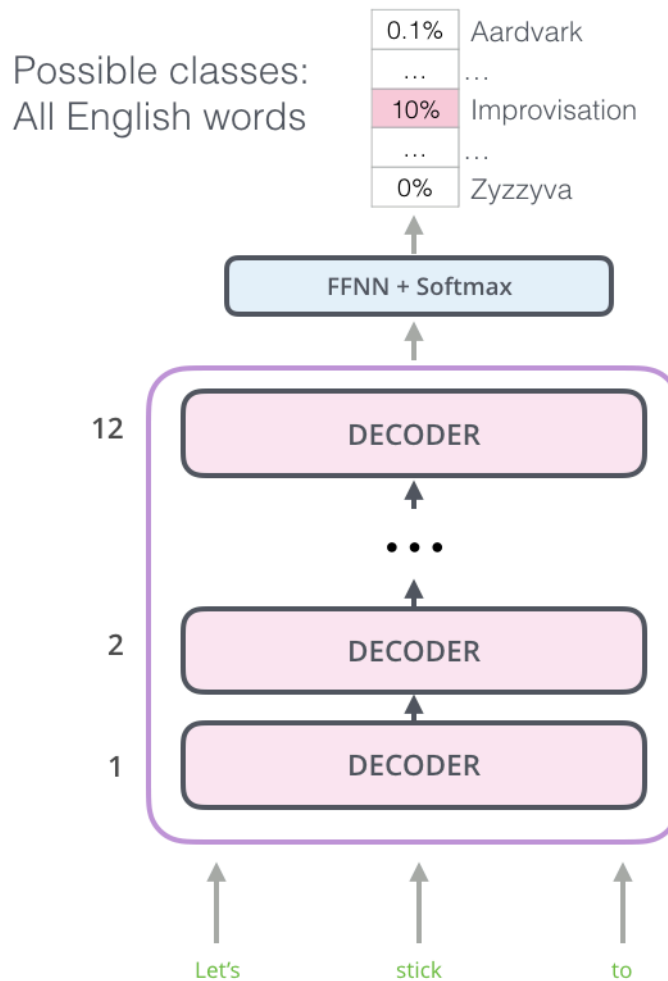 0.1% Aardvark
Possible classes:
... ...
All English words
10% Improvisation
... ...
0% Zyzzyva
FFNN + Softmax
12 DECODER
...
2 DECODER
1 DECODER
Let's stick to